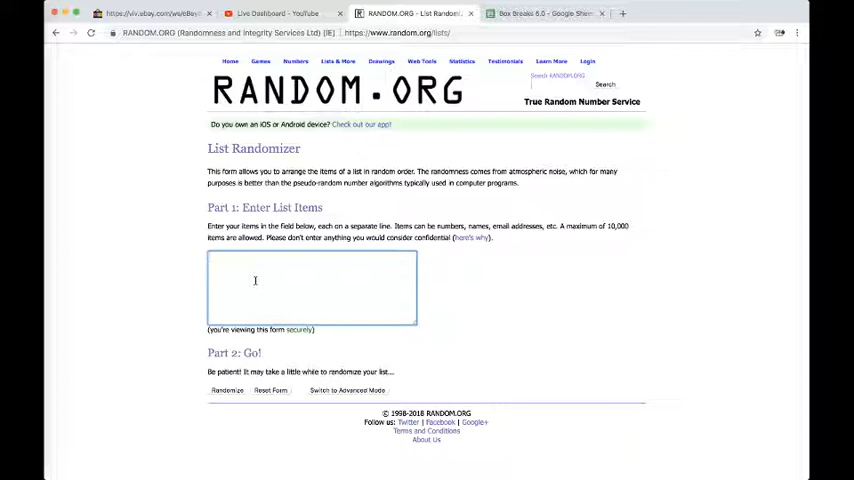 https://viv.ebay.com/ws/eBayI
Live Dashboard - YouTube
RANDOM.ORG - List Randomiz
Box Breaks 6.0 - Google Shee
RANDOM.ORG (Randomness and Integrity Services Ltd) [IE] | https://www.random.org/lists/
Home Games Numbers Lists & More Drawings Web Tools Statistics Testimonials Learn More Login
Search RANDOM.ORG
Search
RANDOM.ORG
True Random Number Service
Do you own an iOS or Android device? Check out our app!
List Randomizer
This form allows you to arrange the items of a list in random order. The randomness comes from atmospheric noise, which for many
purposes is better than the pseudo-random number algorithms typically used in computer programs.
Part 1: Enter List Items
Enter your items in the field below, each on a separate line. Items can be numbers, names, email addresses, etc. A maximum of 10,000
items are allowed. Please don't enter anything you would consider confidential (here's why).
(you're viewing this form securely)
Part 2: Go!
Be patient! It may take a little while to randomize your list...
Randomize Reset Form Switch to Advanced Mode
© 1998-2018 RANDOM.ORG
Follow us: Twitter | Facebook | Google+
Terms and Conditions
About Us